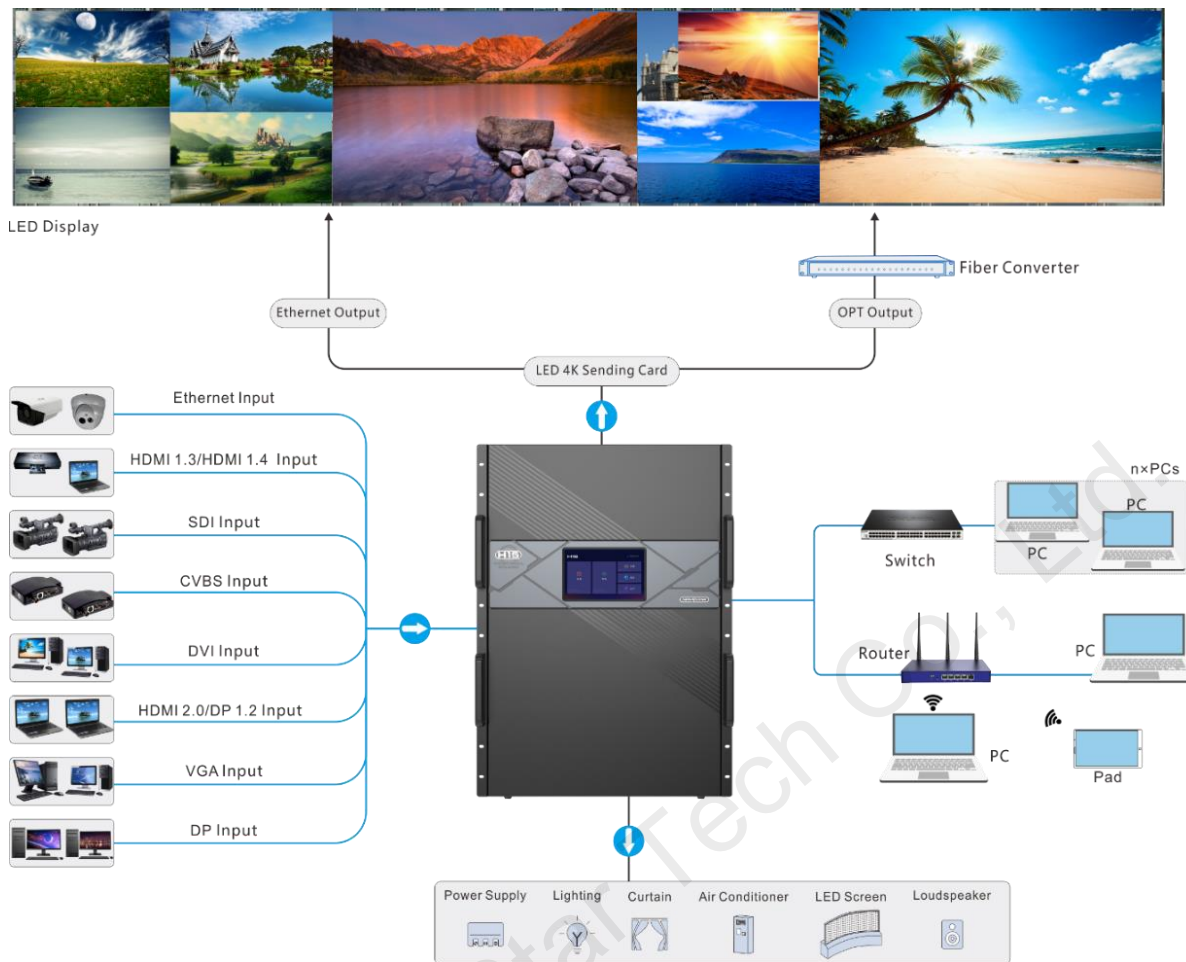 LED Display
Fiber Converter
Ethernet Output
OPT Output
LED 4K Sending Card
Ethernet Input
HDMI 1.3/HDMI 1.4 Input
SDI Input
CVBS Input
DVI Input
HDMI 2.0/DP 1.2 Input
VGA Input
DP Input
n×PCs
PC
PC
Switch
Router
PC
PC
Pad
Power Supply
Lighting
Curtain
Air Conditioner
LED Screen
Loudspeaker
Star Tech Co., Ltd.